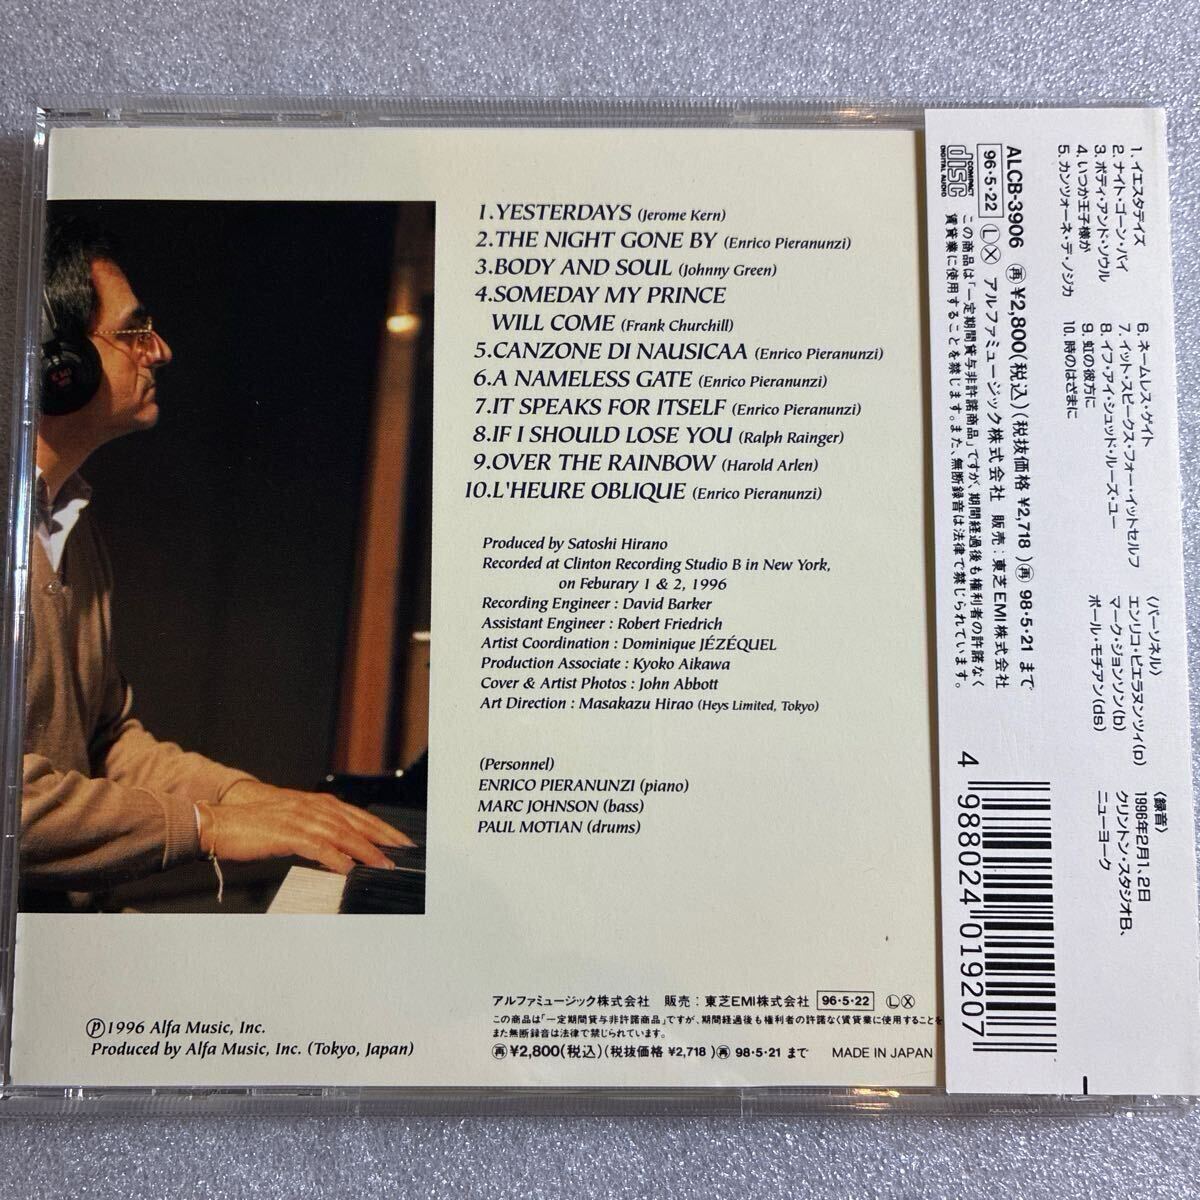 1.YESTERDAYS (Jerome Kern)
2.THE NIGHT GONE BY (Enrico Pieranunzi)
3.BODY AND SOUL (Johnny Green)
4.SOMEDAY MY PRINCE
WILL COME (Frank Churchill)
5.CANZONE DI NAUSICAA (Enrico Pieranunzi)
6.A NAMELESS GATE (Enrico Pieranunzi)
7.IT SPEAKS FOR ITSELF (Enrico Pieranunzi)
8.IF I SHOULD LOSE YOU (Ralph Rainger)
9.OVER THE RAINBOW (Harold Arlen)
10.L'HEURE OBLIQUE (Enrico Pieranunzi)
Produced by Satoshi Hirano
Recorded at Clinton Recording Studio B in New York,
on Feburary 1 & 2, 1996
Recording Engineer : David Barker
Assistant Engineer : Robert Friedrich
Artist Coordination : Dominique JÉZÉQUEL
Production Associate : Kyoko Aikawa
Cover & Artist Photos : John Abbott
Art Direction : Masakazu Hirao (Heys Limited, Tokyo)
(Personnel)
ENRICO PIERANUNZI (piano)
MARC JOHNSON (bass)
PAUL MOTIAN (drums)
Ⓟ1996 Alfa Music, Inc.
Produced by Alfa Music, Inc. (Tokyo, Japan)
アルファミュージック株式会社 販売：東芝EMI株式会社 96・5・22 ⓁⓍ
この商品は「一定期間貸与非許諾商品」ですが、期間経過後も権利者の許諾なく賃貸業に使用することを
また無断録音は法律で禁じられています。
㊢¥2,800(税込)(税抜価格 ¥2,718 )㊢ 98・5・21 まで MADE IN JAPAN
1. イエスタデイズ
2. ナイト・ゴーン・バイ
3. ボディ・アンド・ソウル
4. いつか王子様が
5. カンツォーネ・デ・ノジカ
6. ネームレス・ゲイト
7. イット・スピークス・フォー・イットセルフ
8. イフ・アイ・シュッド・ルーズ・ユー
9. 虹の彼方に
10. 時のはざまに
〈パーソネル〉
エンリコ・ピエラヌンツィ(p)
マーク・ジョンソン(b)
ポール・モチアン(ds)
〈録音〉
1996年2月1、2日
クリントン・スタジオB、
ニューヨーク
ALCB-3906 ㊢¥2,800(税込)(税抜価格 ¥2,718 )㊢ 98・5・21 まで
96・5・22 ⓁⓍ アルファミュージック株式会社 販売：東芝EMI株式会社
この商品は「一定期間貸与非許諾商品」ですが、期間経過後も権利者の許諾なく
賃貸業に使用することを禁じます。また、無断録音は法律で禁じられています。
COMPACT
disc
DIGITAL AUDIO
4 988024 019207